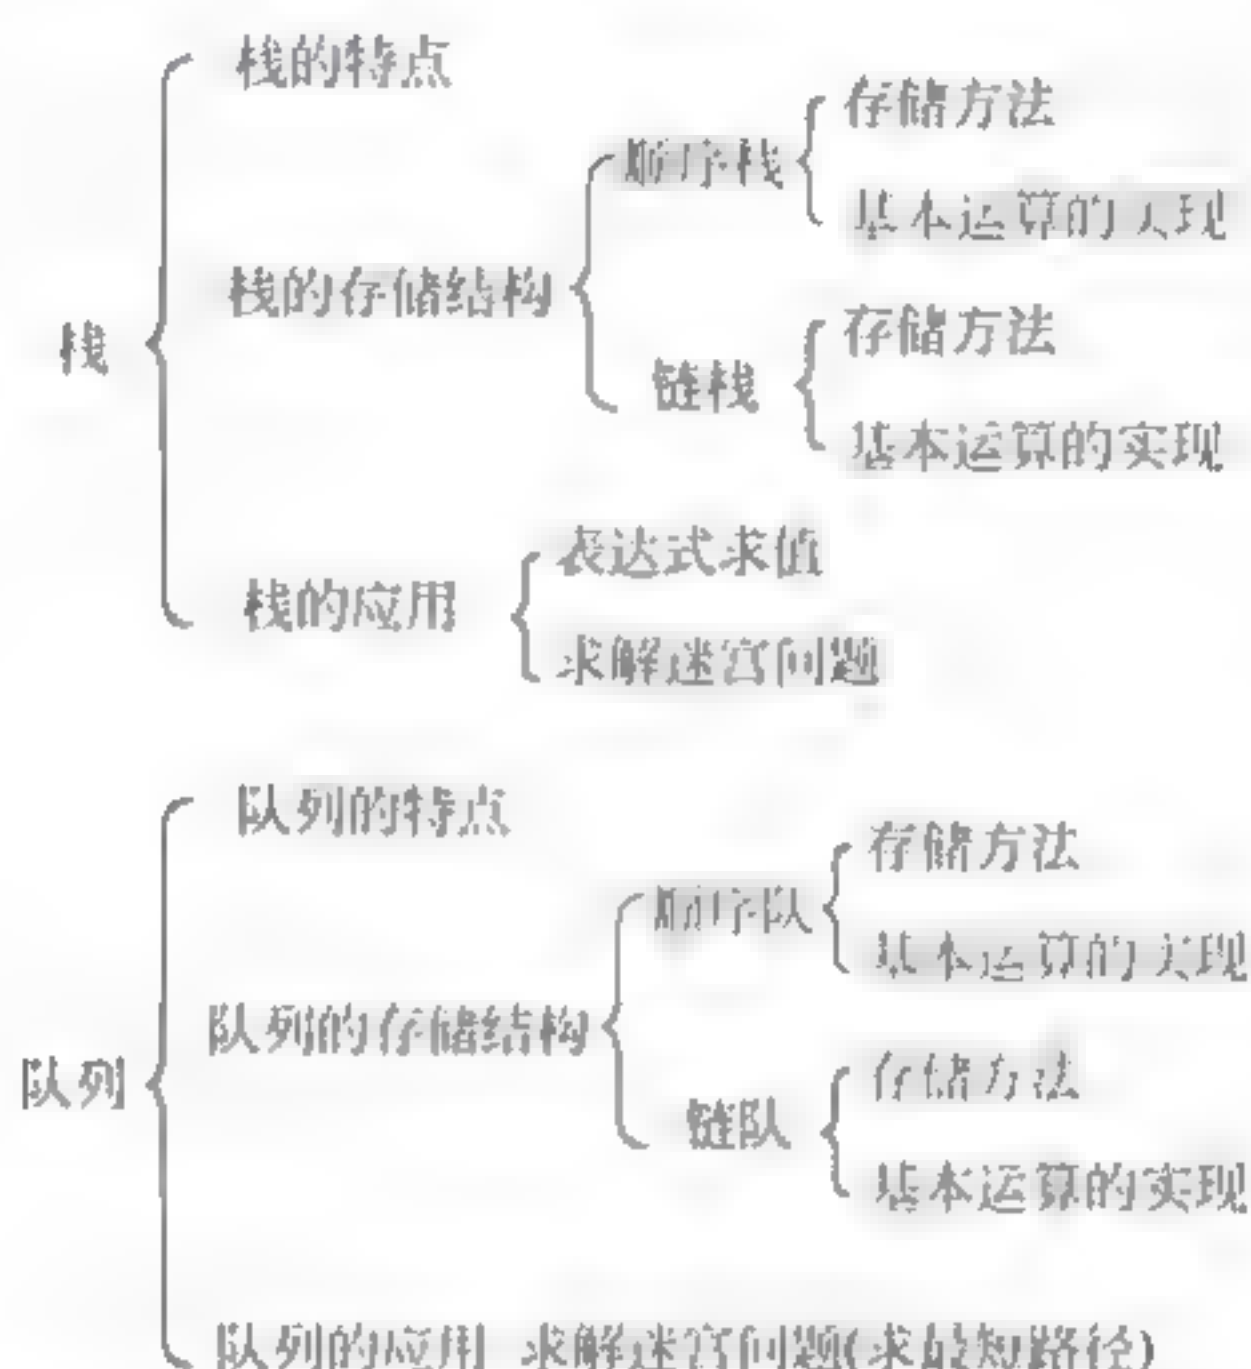 栈的特点
顺序栈
存储方法
基本运算的实现
栈的存储结构
栈
链栈
存储方法
基本运算的实现
栈的应用
表达式求值
求解迷宫问题
队列的特点
顺序队
存储方法
基本运算的实现
队列的存储结构
队列
链队
存储方法
基本运算的实现
队列的应用 求解迷宫问题(求最短路径)